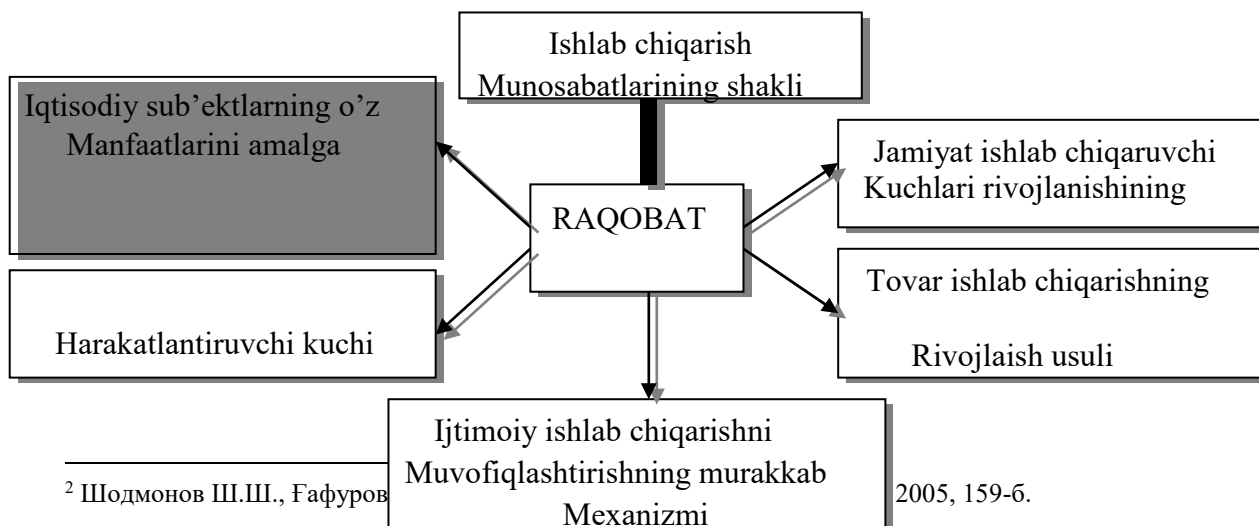 Ishlab chiqarish
Munosabatlarining shakli
Iqtisodiy sub’ektlarning o’z
Manfaatlarini amalga
Jamiyat ishlab chiqaruvchi
Kuchlari rivojlanishining
RAQOBAT
Harakatlantiruvchi kuchi
Tovar ishlab chiqarishning
Rivojlaish usuli
Ijtimoiy ishlab chiqarishni
Muvofiqlashtirishning murakkab
Mexanizmi
2 Шодмонов Ш.Ш., Ғафуров 2005, 159-б.